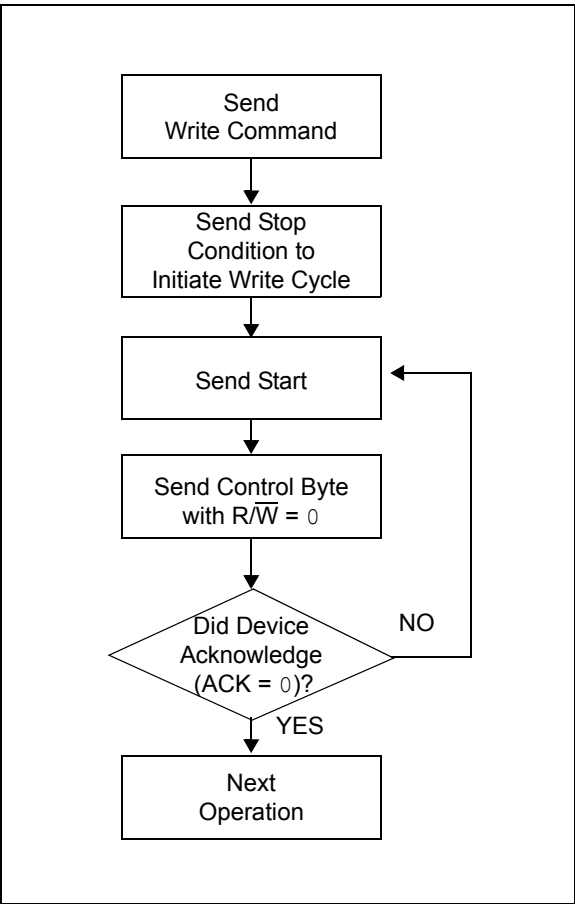 Send
Write Command
Send Stop
Condition to
Initiate Write Cycle
Send Start
Send Control Byte
with R/W̅ = 0
Did Device
Acknowledge
(ACK = 0)?
NO
YES
Next
Operation